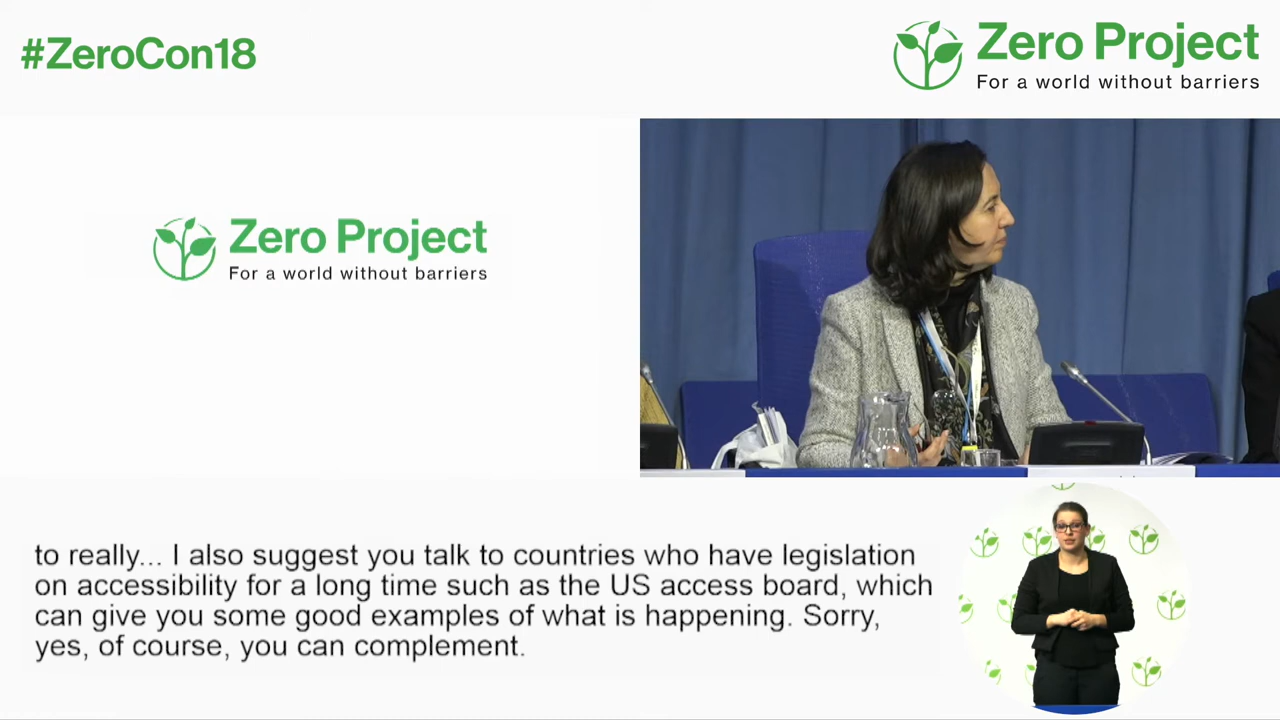 #ZeroCon18
Zero Project
For a world without barriers
Zero Project
For a world without barriers
to really... I also suggest you talk to countries who have legislation
on accessibility for a long time such as the US access board, which
can give you some good examples of what is happening. Sorry,
yes, of course, you can complement.